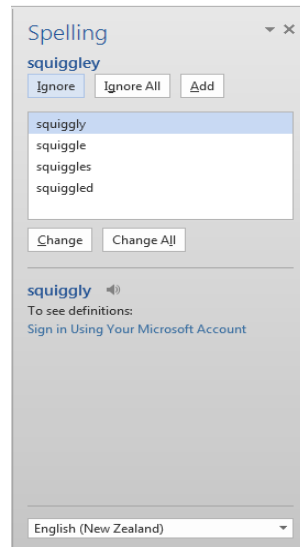 Spelling
squiggley
Ignore Ignore All Add
squiggly
squiggle
squiggles
squiggled
Change Change All
squiggly
To see definitions:
Sign in Using Your Microsoft Account
English (New Zealand)